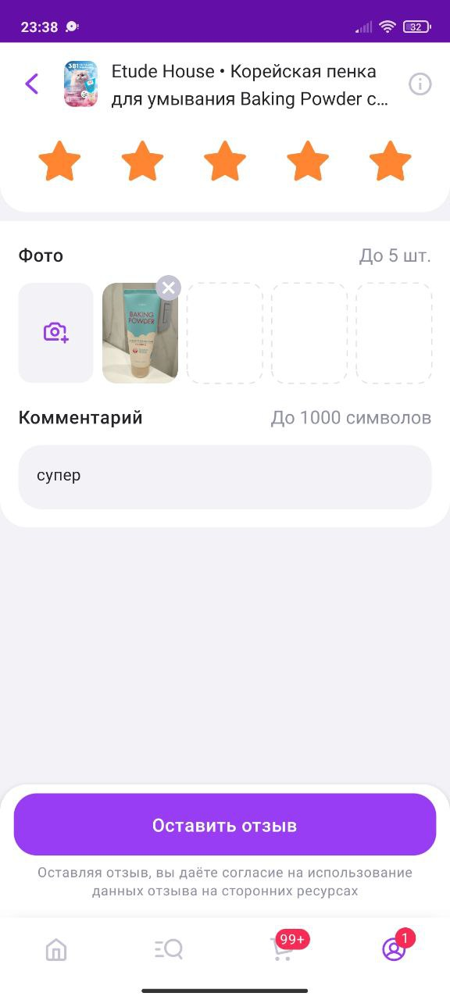 23:38
32
3В1
Etude House • Корейская пенка
для умывания Baking Powder с...
Фото
До 5 шт.
BAKING
POWDER
Комментарий
До 1000 символов
супер
Оставить отзыв
Оставляя отзыв, вы даёте согласие на использование
данных отзыва на сторонних ресурсах
99+
1